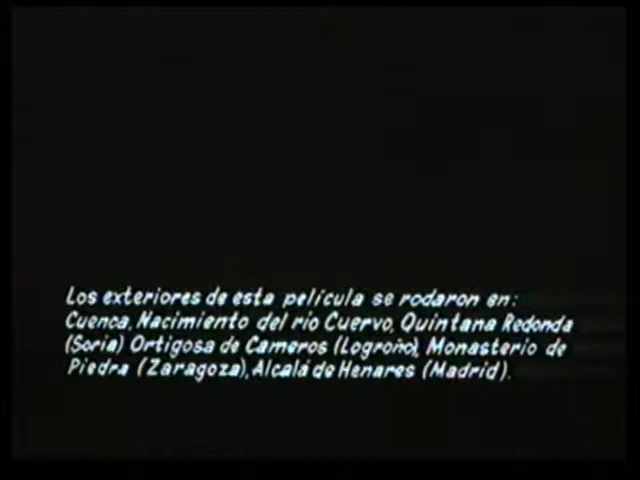 Los exteriores de esta película se rodaron en:
Cuenca, Nacimiento del río Cuervo, Quintana Redonda
(Soria) Ortigosa de Cameros (Logroño), Monasterio de
Piedra (Zaragoza), Alcalá de Henares (Madrid).